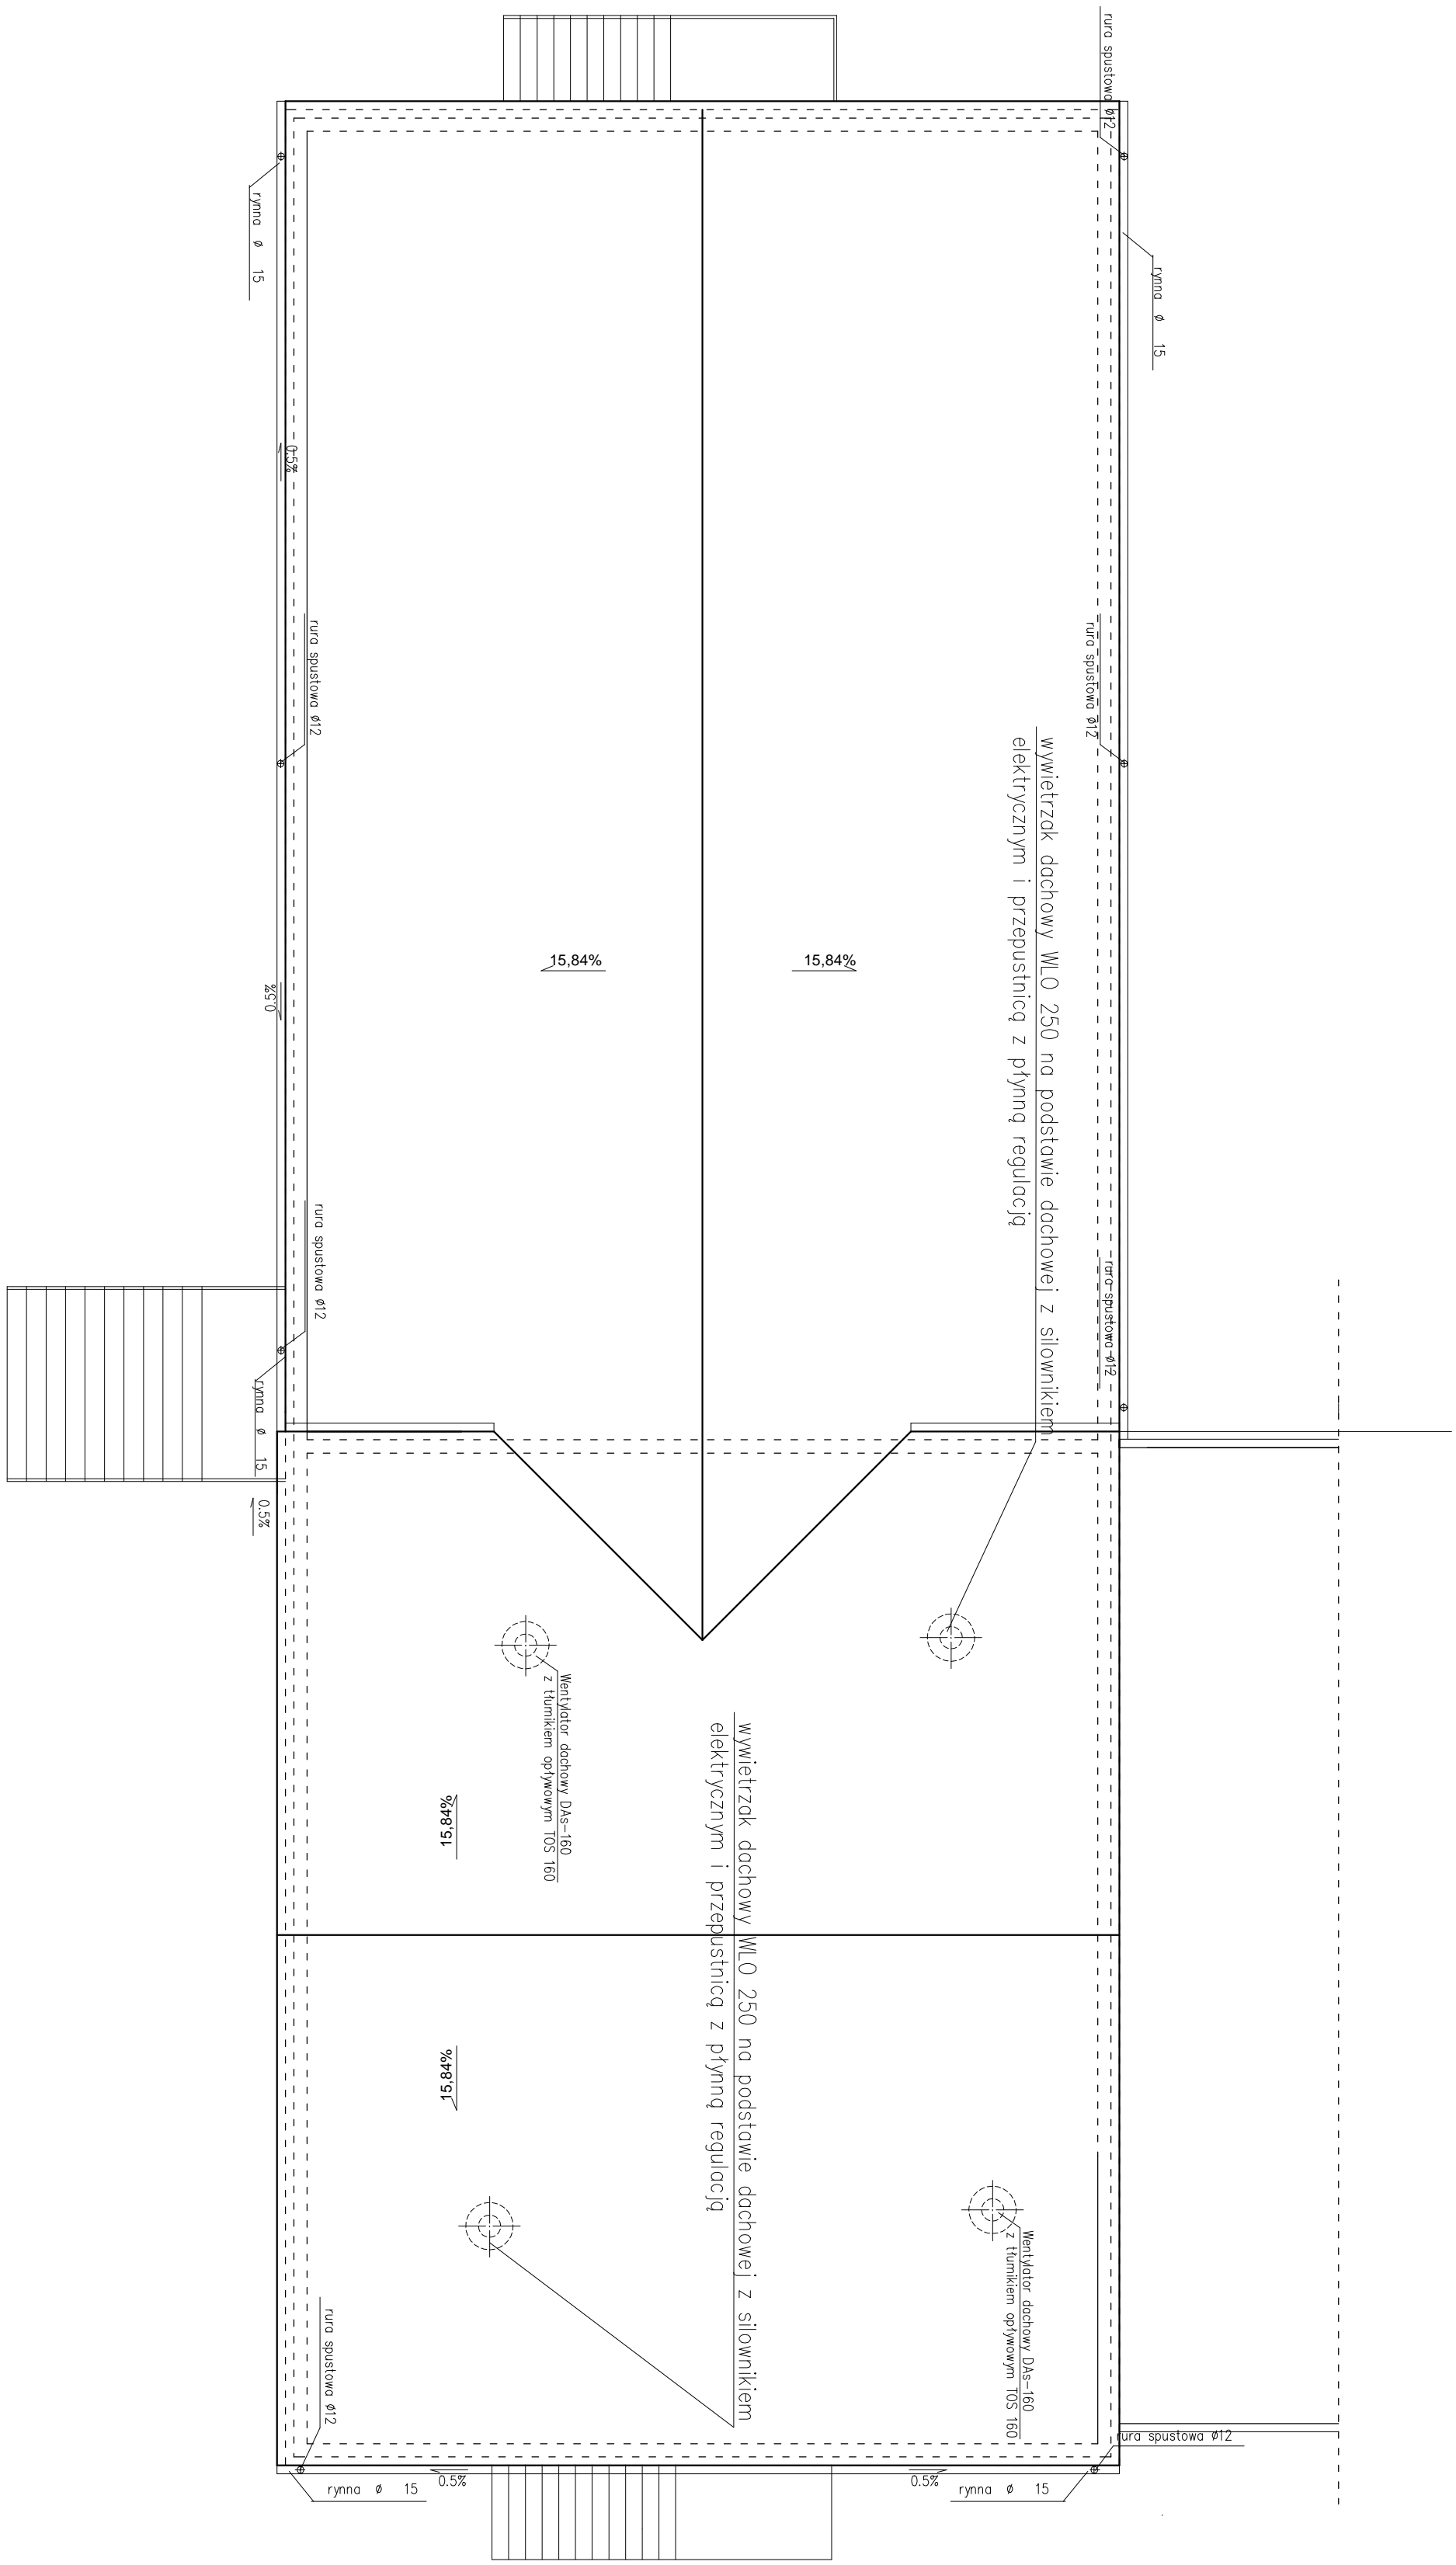 rura spustowa Ø12
rynna ø 15
rynna ø 15
0.5%
rura spustowa Ø12
rura spustowa Ø12
wywietrzak dachowy WLO 250 na podstawie dachowej z silownikiem
elektrycznym i przepustnicą z płynną regulacją
15,84%
15,84%
0.5%
rura spustowa Ø12
rura spustowa Ø12
rynna ø 15
0.5%
Wentylator dachowy DAs-160
z tłumikiem opływowym TOS 160
wywietrzak dachowy WLO 250 na podstawie dachowej z silownikiem
elektrycznym i przepustnicą z płynną regulacją
15,84%
15,84%
Wentylator dachowy DAs-160
z tłumikiem opływowym TOS 160
rura spustowa Ø12
rura spustowa Ø12
rynna ø 15
0.5%
0.5%
rynna ø 15